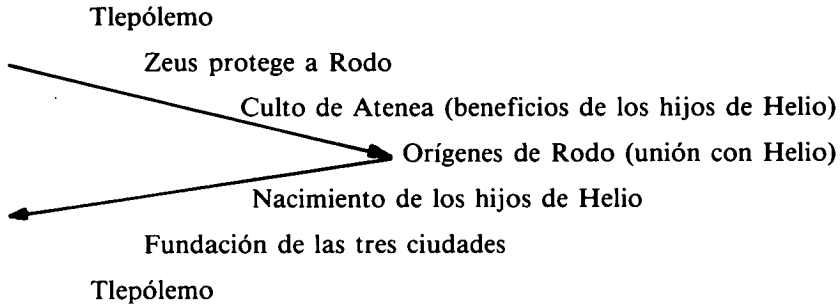 Tlepólemo
Zeus protege a Rodo
Culto de Atenea (beneficios de los hijos de Helio)
Orígenes de Rodo (unión con Helio)
Nacimiento de los hijos de Helio
Fundación de las tres ciudades
Tlepólemo